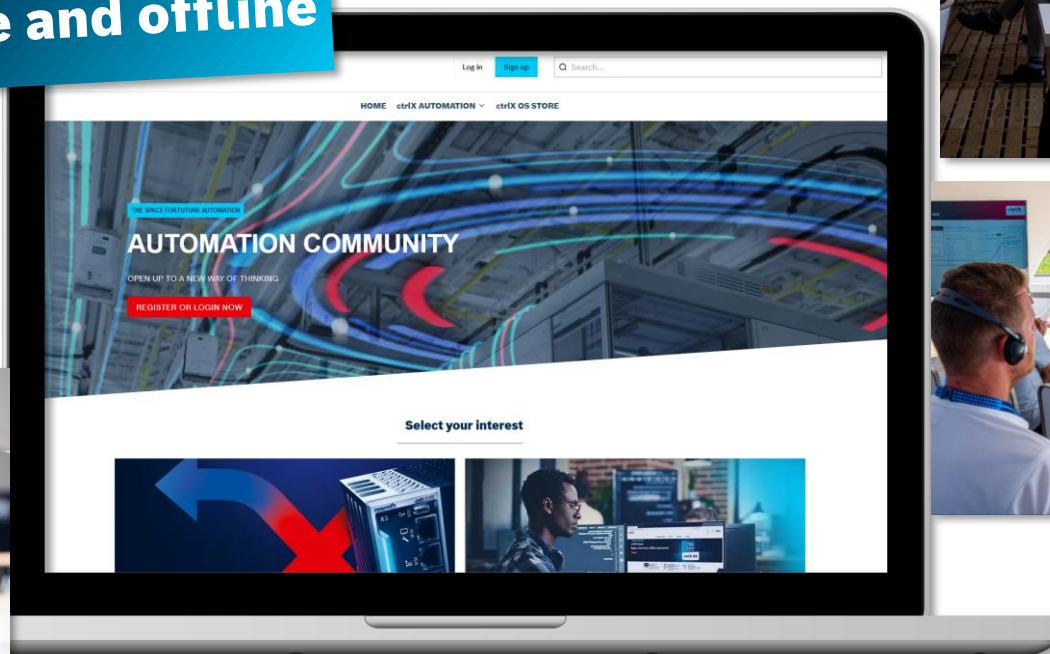 e and offline
Log in
Sign up
Search...
HOME
ctrlX AUTOMATION
ctrlX OS STORE
THE SPACE FOR FUTURE AUTOMATION
AUTOMATION COMMUNITY
OPEN UP TO A NEW WAY OF THINKING
REGISTER OR LOGIN NOW
Select your interest
X3